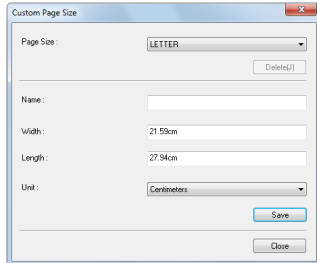 Custom Page Size
Page Size :
LETTER
Delete(J)
Name :
Width :
21.59cm
Length :
27.94cm
Unit :
Centimeters
Save
Close